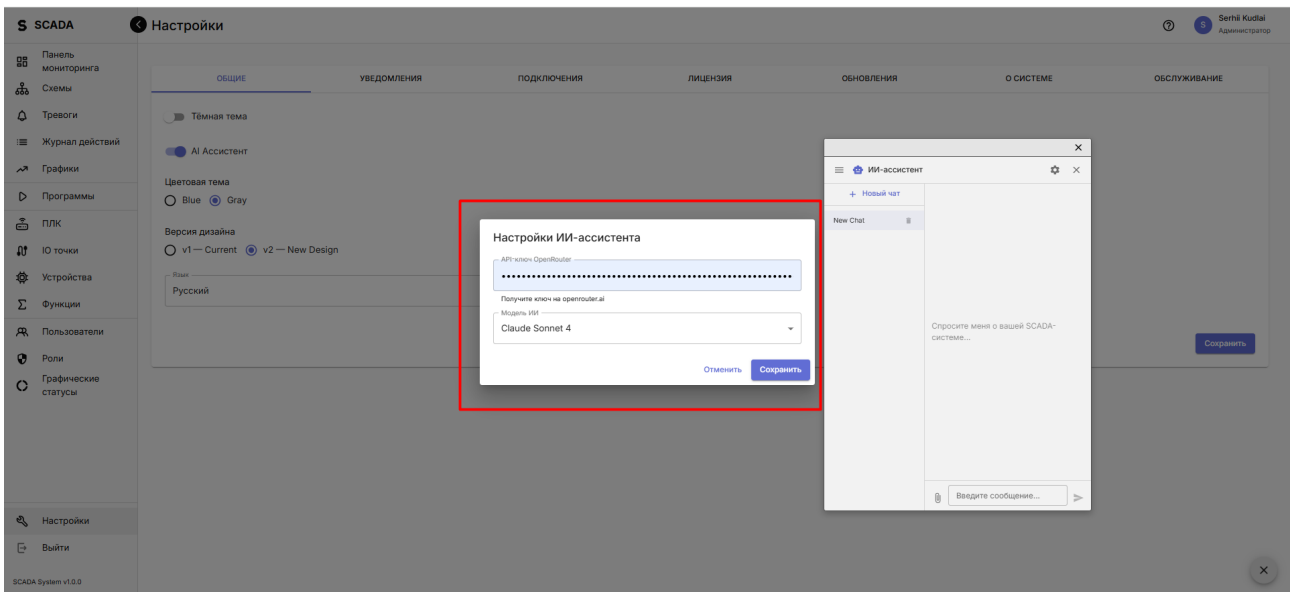 S SCADA
Настройки
S
Serhii Kudlai
Администратор
Панель
мониторинга
Схемы
Тревоги
Журнал действий
Графики
Программы
ПЛК
IO точки
Устройства
Функции
Пользователи
Роли
Графические
статусы
Настройки
Выйти
SCADA System v1.0.0
ОБЩИЕ УВЕДОМЛЕНИЯ ПОДКЛЮЧЕНИЯ ЛИЦЕНЗИЯ ОБНОВЛЕНИЯ О СИСТЕМЕ ОБСЛУЖИВАНИЕ
Тёмная тема
AI Ассистент
Цветовая тема
Blue Gray
Версия дизайна
v1 — Current v2 — New Design
Язык
Русский
Сохранить
Настройки ИИ-ассистента
API-ключ OpenRouter
Получите ключ на openrouter.ai
Модель ИИ
Claude Sonnet 4
Отменить Сохранить
ИИ-ассистент
+ Новый чат
New Chat
Спросите меня о вашей SCADA-
системе...
Введите сообщение...